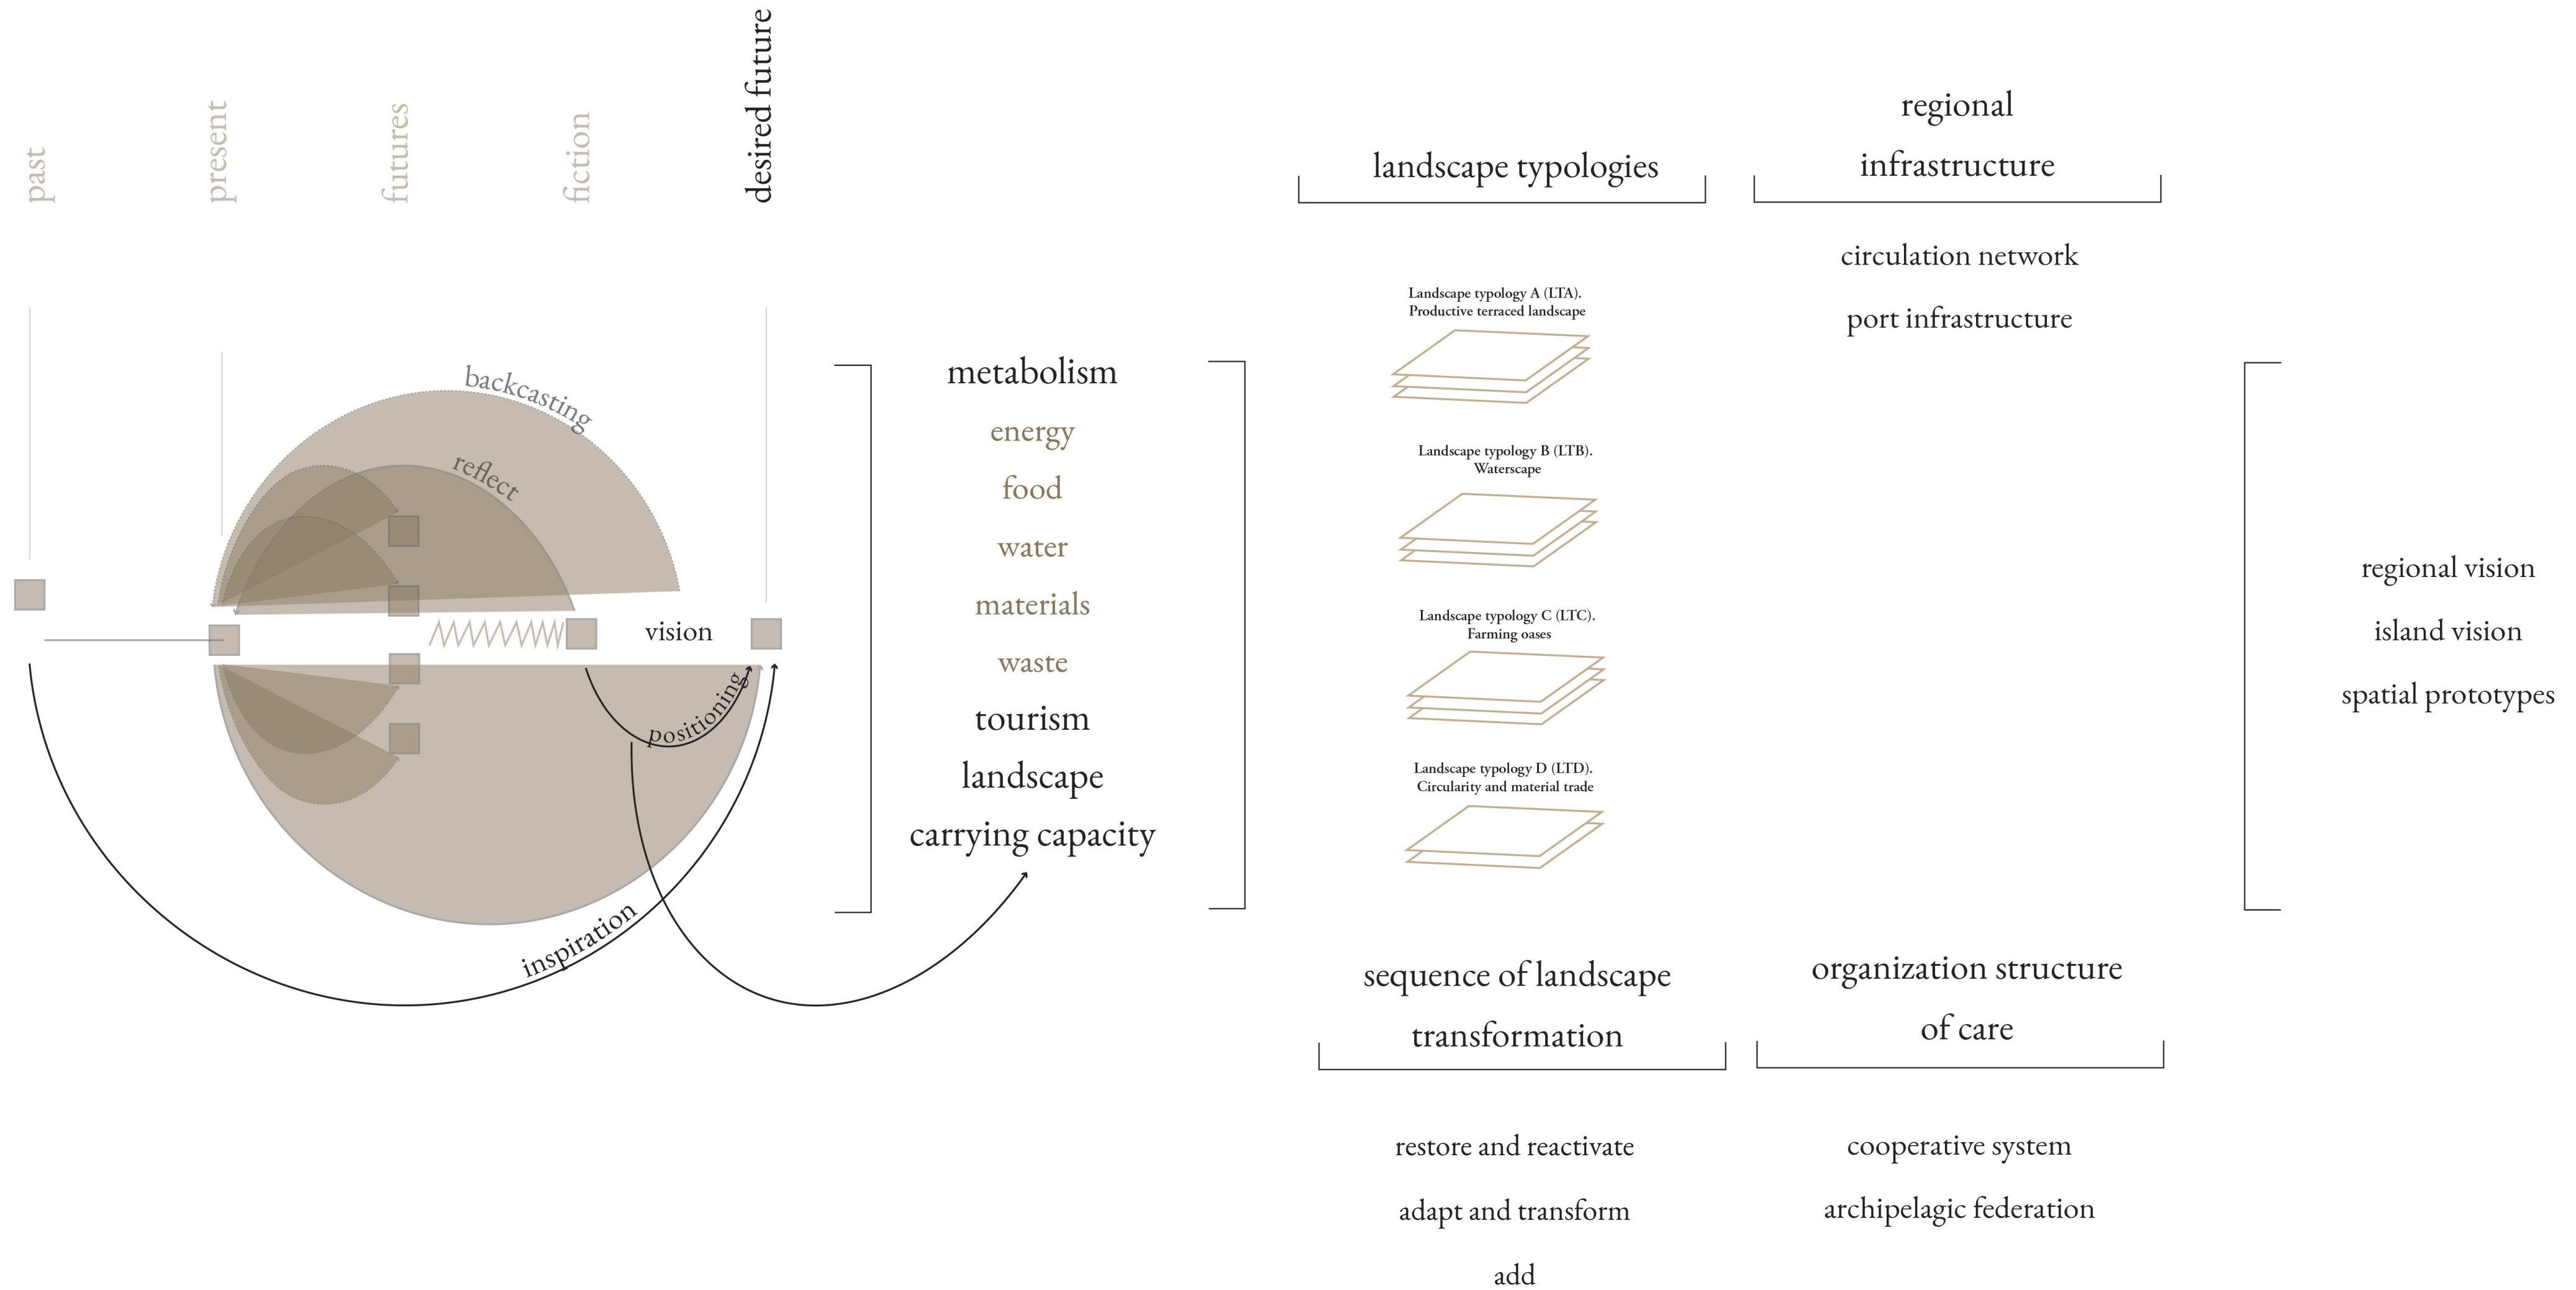 past
present
futures
fiction
desired future
backcasting
reflect
vision
positioning
inspiration
metabolism
energy
food
water
materials
waste
tourism
landscape
carrying capacity
landscape typologies
Landscape typology A (LTA).
Productive terraced landscape
Landscape typology B (LTB).
Waterscape
Landscape typology C (LTC).
Farming oases
Landscape typology D (LTD).
Circularity and material trade
regional
infrastructure
circulation network
port infrastructure
sequence of landscape
transformation
restore and reactivate
adapt and transform
add
organization structure
of care
cooperative system
archipelagic federation
regional vision
island vision
spatial prototypes